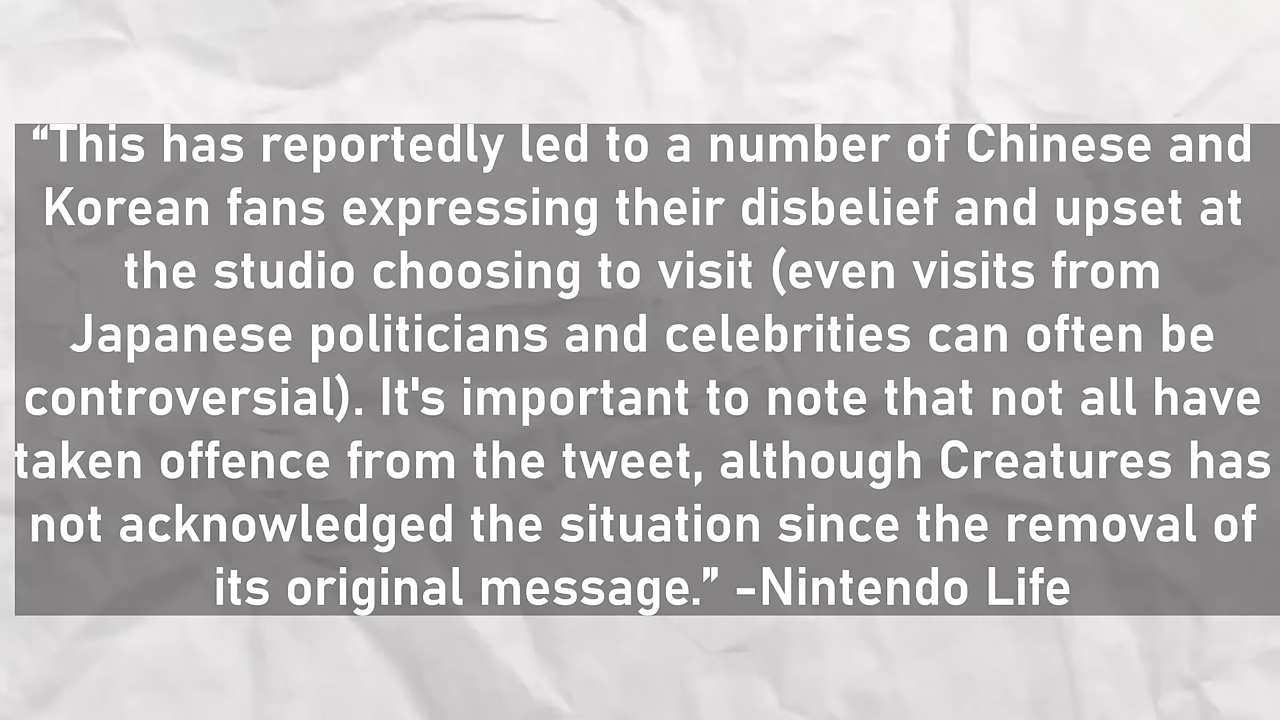 “This has reportedly led to a number of Chinese and
Korean fans expressing their disbelief and upset at
the studio choosing to visit (even visits from
Japanese politicians and celebrities can often be
controversial). It's important to note that not all have
taken offence from the tweet, although Creatures has
not acknowledged the situation since the removal of
its original message.” -Nintendo Life